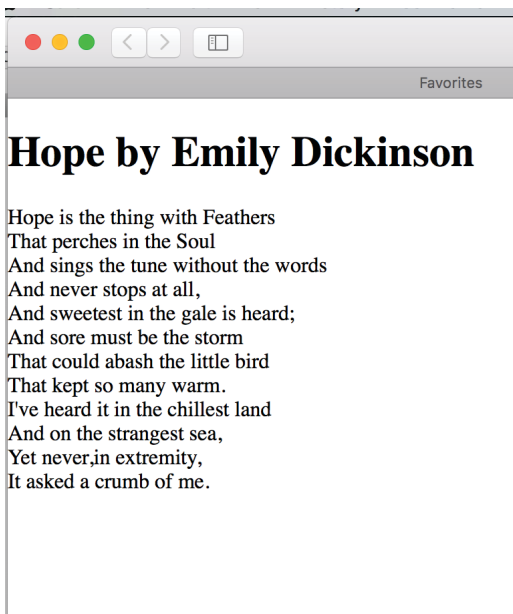 Favorites
Hope by Emily Dickinson
Hope is the thing with Feathers
That perches in the Soul
And sings the tune without the words
And never stops at all,
And sweetest in the gale is heard;
And sore must be the storm
That could abash the little bird
That kept so many warm.
I've heard it in the chillest land
And on the strangest sea,
Yet never,in extremity,
It asked a crumb of me.